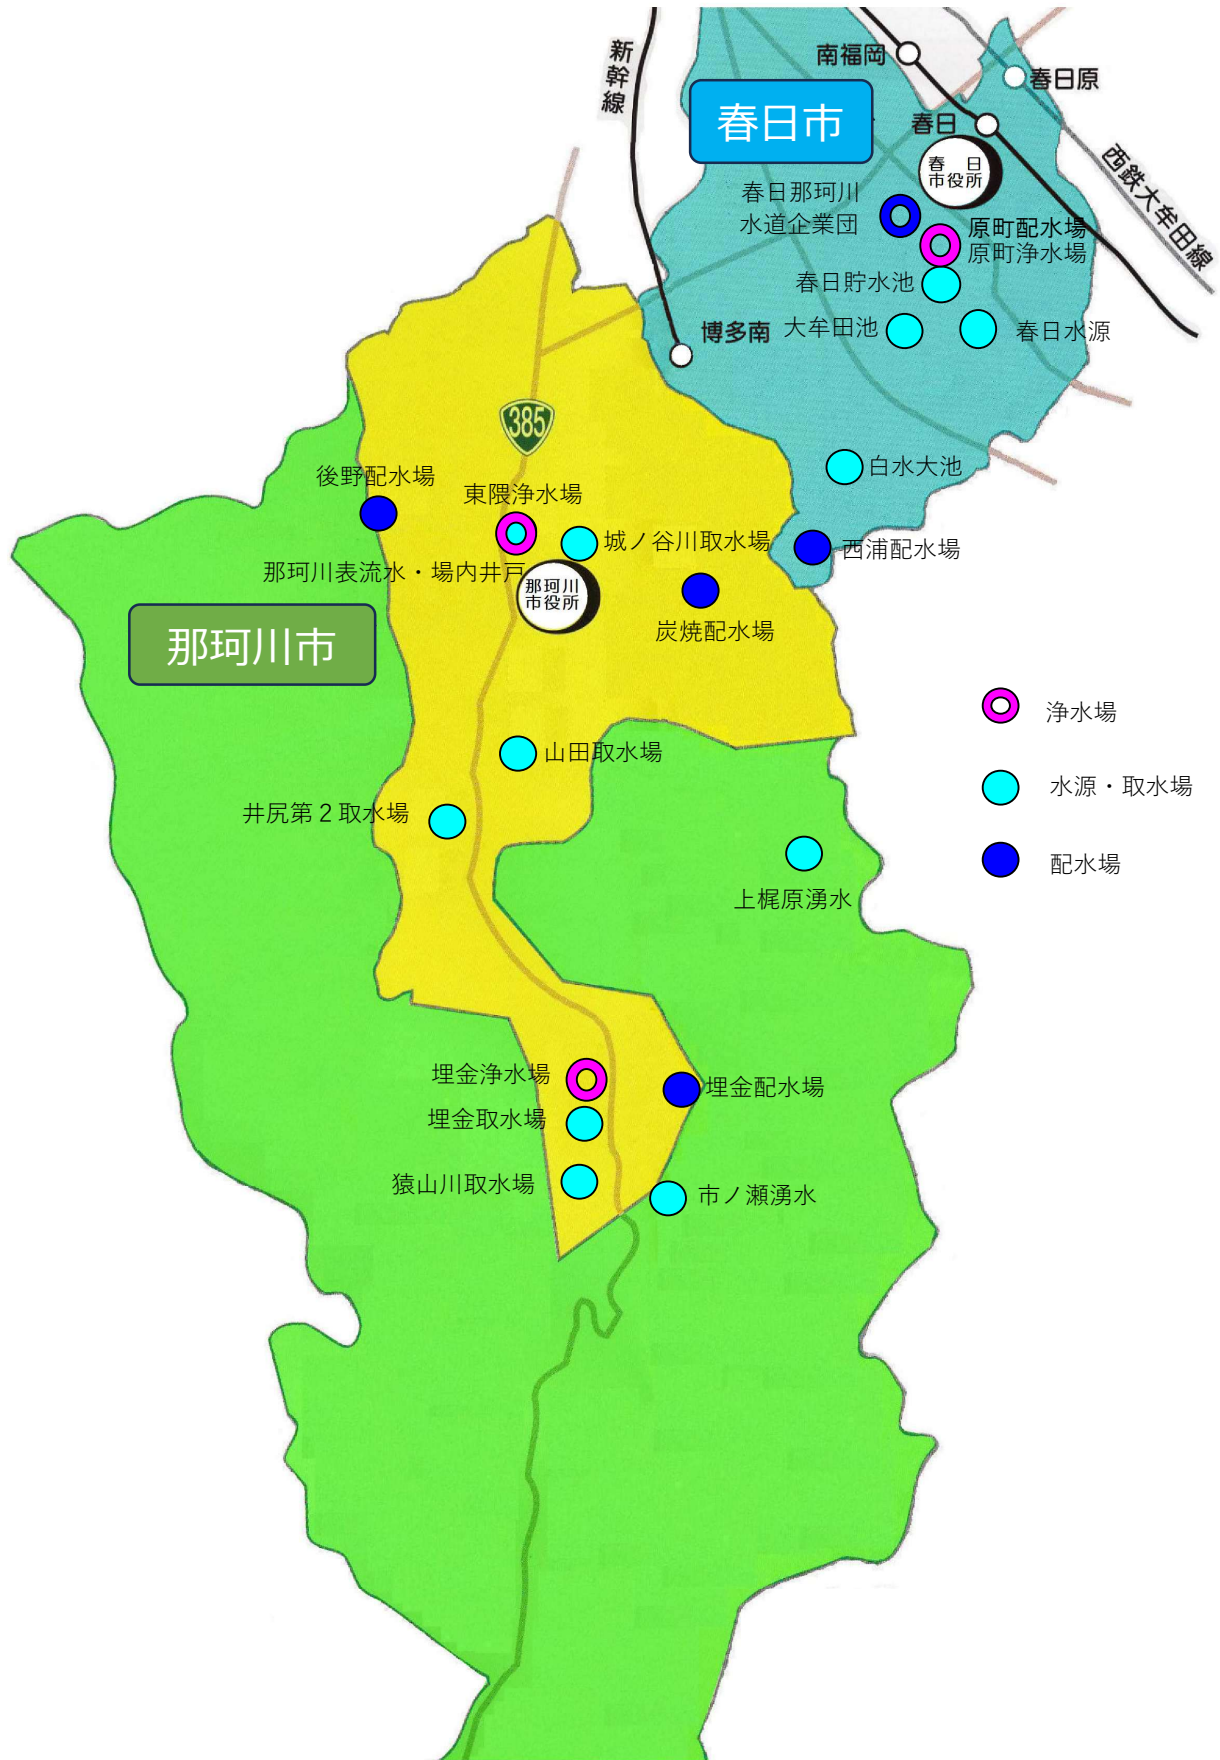 新幹線
南福岡
春日原
春日市
春日
西鉄大牟田線
春 日
市役所
春日那珂川
水道企業団
原町配水場
原町浄水場
春日貯水池
大牟田池
春日水源
博多南
385
白水大池
後野配水場
東隈浄水場
城ノ谷川取水場
西浦配水場
那珂川表流水・場内井戸
那珂川
市役所
炭焼配水場
那珂川市
浄水場
山田取水場
水源・取水場
井尻第2取水場
配水場
上梶原湧水
埋金浄水場
埋金配水場
埋金取水場
猿山川取水場
市ノ瀬湧水